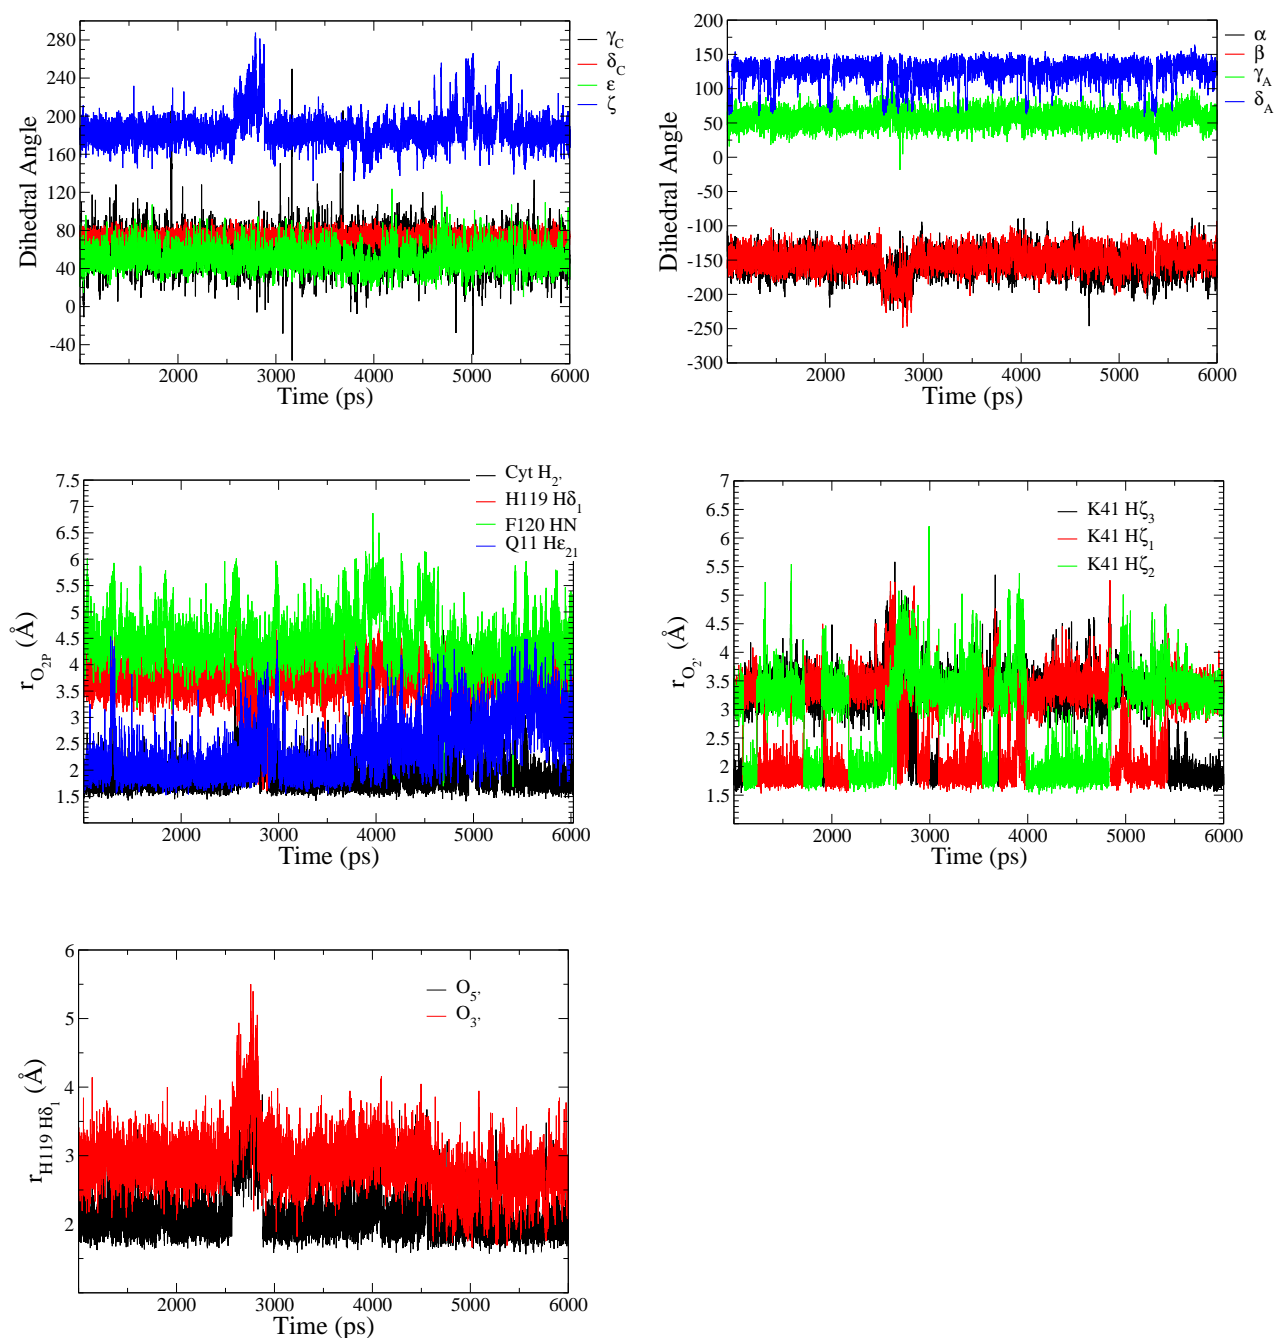 280
240
200
160
120
80
40
0
-40
Dihedral Angle
2000 3000 4000 5000 6000
Time (ps)
γC
δC
ε
ζ
200
150
100
50
0
-50
-100
-150
-200
-250
-300
Dihedral Angle
2000 3000 4000 5000 6000
Time (ps)
α
β
γA
δA
7.5
7
6.5
6
5.5
5
4.5
4
3.5
3
2.5
2
1.5
rO2P (Å)
2000 3000 4000 5000 6000
Time (ps)
Cyt H2'
H119 Hδ1
F120 HN
Q11 Hε21
7
6.5
6
5.5
5
4.5
4
3.5
3
2.5
2
1.5
rO2' (Å)
2000 3000 4000 5000 6000
Time (ps)
K41 Hζ3
K41 Hζ1
K41 Hζ2
6
5
4
3
2
rH119 Hδ1 (Å)
2000 3000 4000 5000 6000
Time (ps)
O5'
O3'